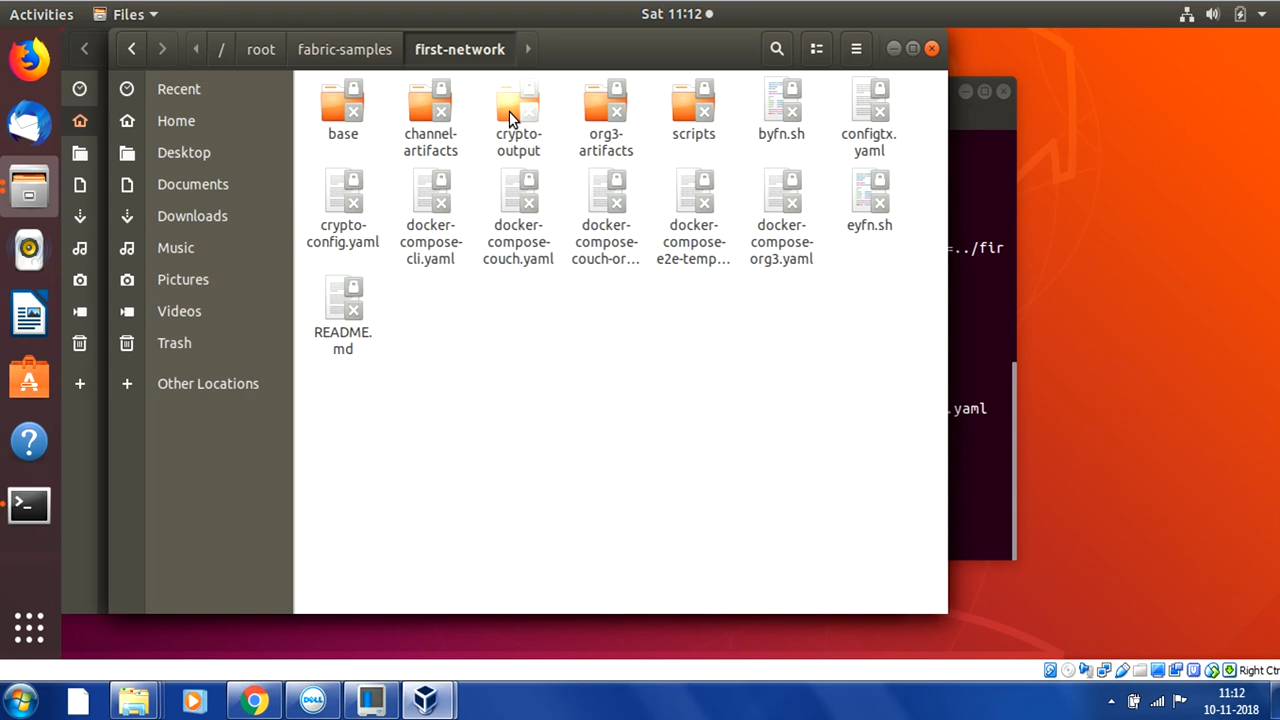 Activities
Files
Sat 11:12
/
root
fabric-samples
first-network
Recent
Home
Desktop
Documents
Downloads
Music
Pictures
Videos
Trash
Other Locations
base
channel-
artifacts
crypto-
output
org3-
artifacts
scripts
byfn.sh
configtx.
yaml
crypto-
config.yaml
docker-
compose-
cli.yaml
docker-
compose-
couch.yaml
docker-
compose-
couch-or...
docker-
compose-
e2e-temp...
docker-
compose-
org3.yaml
eyfn.sh
README.
md
=../fir
.yaml
Right Ctr
DELL
11:12
10-11-2018